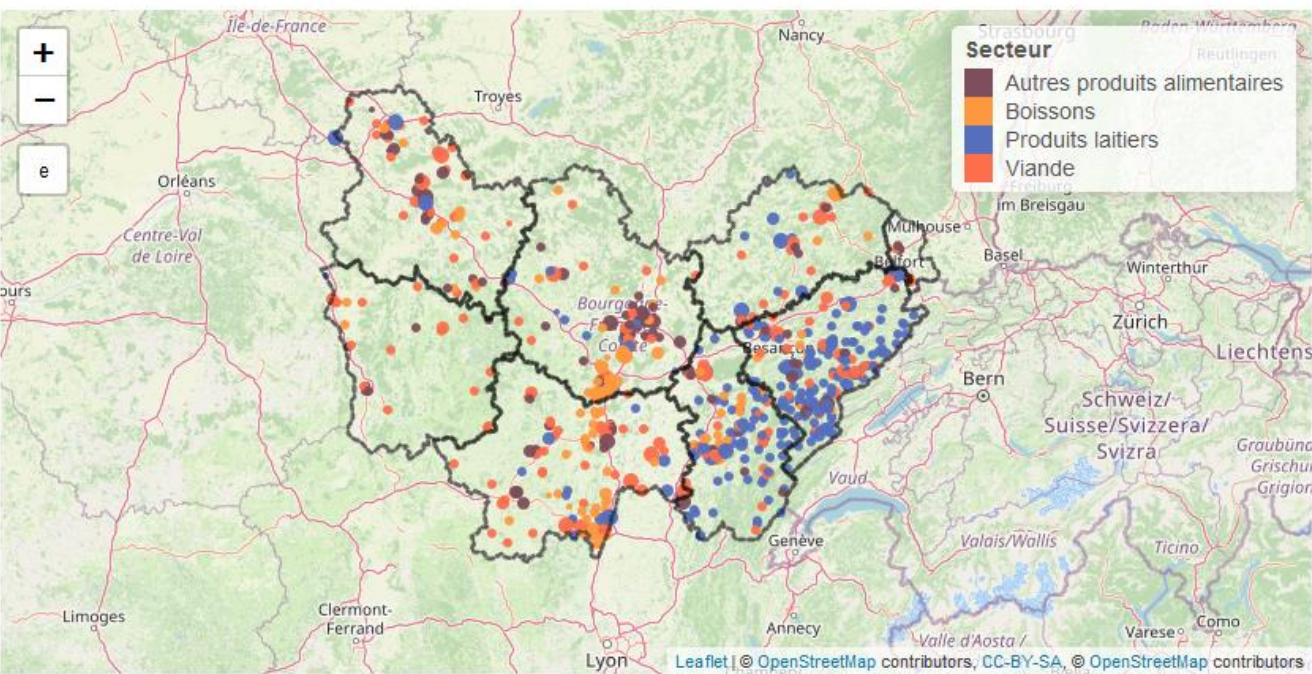 +
−
e
Île-de-France
Nancy
Strasbourg
Baden-Württemberg
Reutlingen
Secteur
Autres produits alimentaires
Boissons
Produits laitiers
Viande
Troyes
Orléans
Freiburg
im Breisgau
Centre-Val
de Loire
Mulhouse
Belfort
Basel
Winterthur
ours
Zürich
Liechtens
Besançon
Bern
Schweiz/
Suisse/Svizzera/
Svizra
Graubünd
Grischu
Grigion
Vaud
Genève
Valais/Wallis
Ticino
Limoges
Clermont-
Ferrand
Annecy
Valle d'Aosta /
Varese
Como
Lyon
Leaflet | © OpenStreetMap contributors, CC-BY-SA, © OpenStreetMap contributors